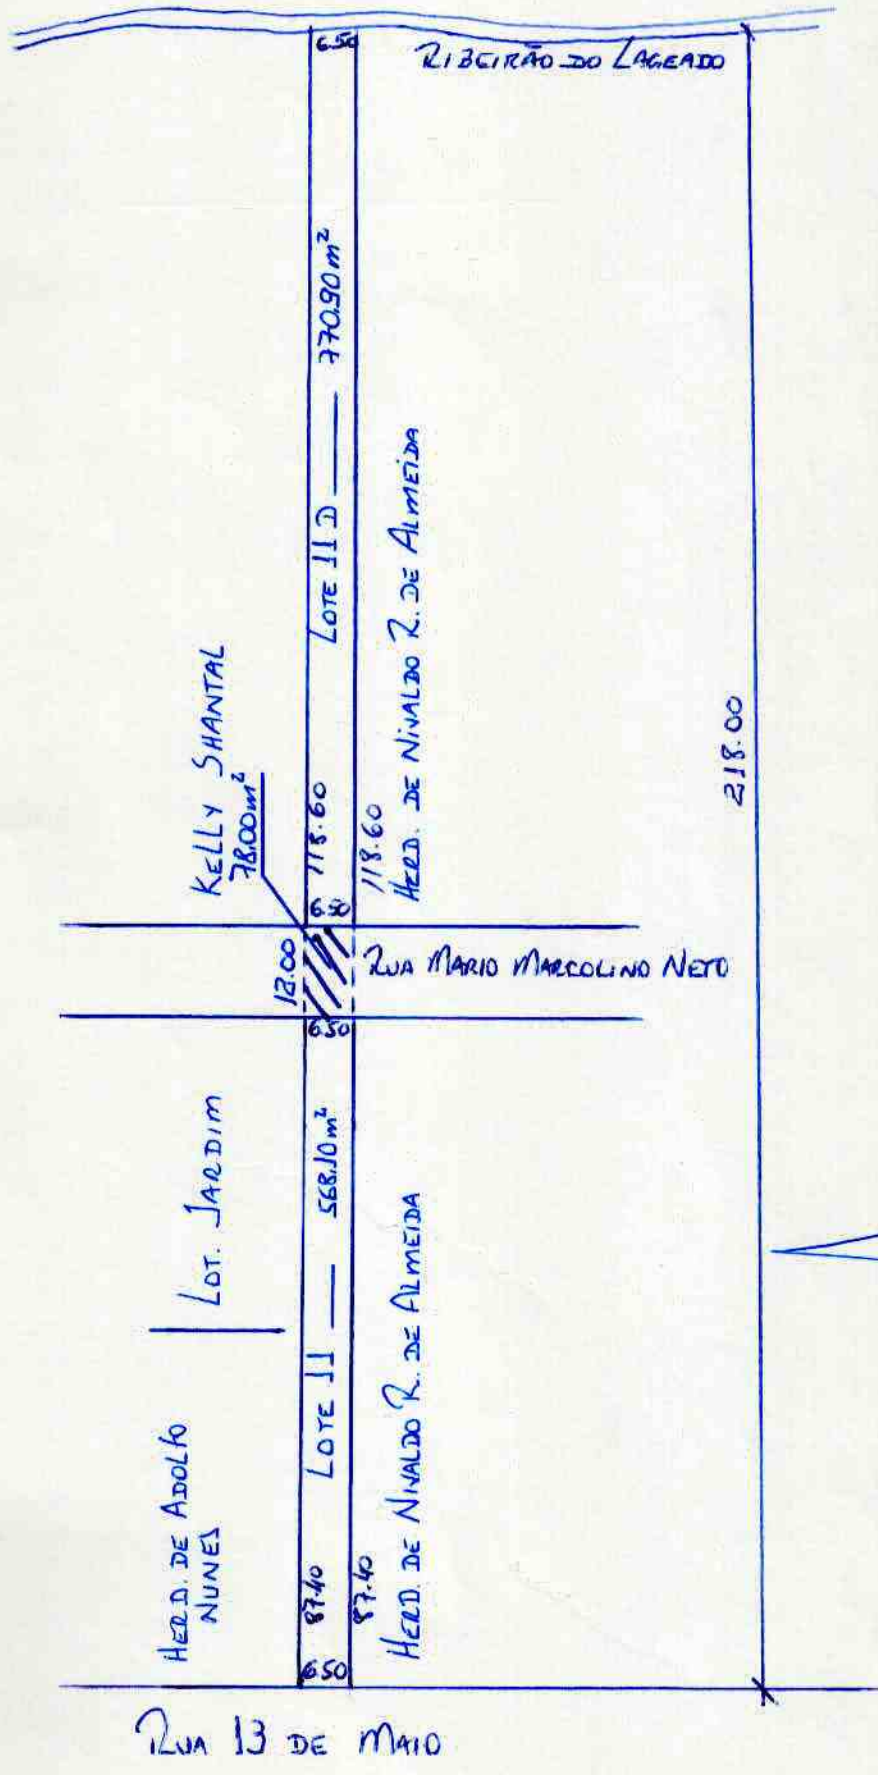 6.50
RIBEIRÃO DO LAGEADO
LOTE 11 D 770.90m²
HERD. DE NIVALDO R. DE ALMEIDA
KELLY SHANTAL
78.00m²
118.60
118.60
6.50
218.00
12.00
RUA MARIO MARCOLINO NETO
6.50
LOT. JARDIM
LOTE 11 568.10m²
HERD. DE NIVALDO R. DE ALMEIDA
HERD. DE ADOLFO
NUNES
87.40
87.40
6.50
RUA 13 DE MAIO